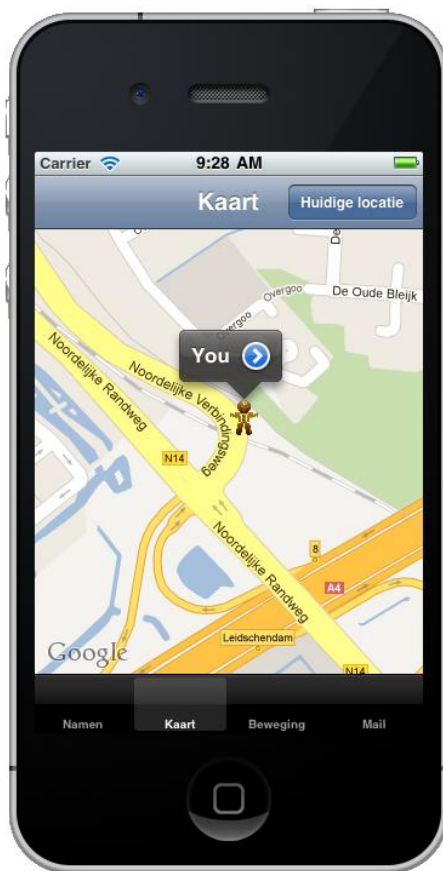 Carrier 9:28 AM
Kaart Huidige locatie
De
Overgoo De Oude Bleijk
Overgoo
You
Noordelijke Randweg
Noordelijke Verbindingsweg
N14
Noordelijke Randweg
8
A4
Leidschendam
Google
N14
Namen Kaart Beweging Mail